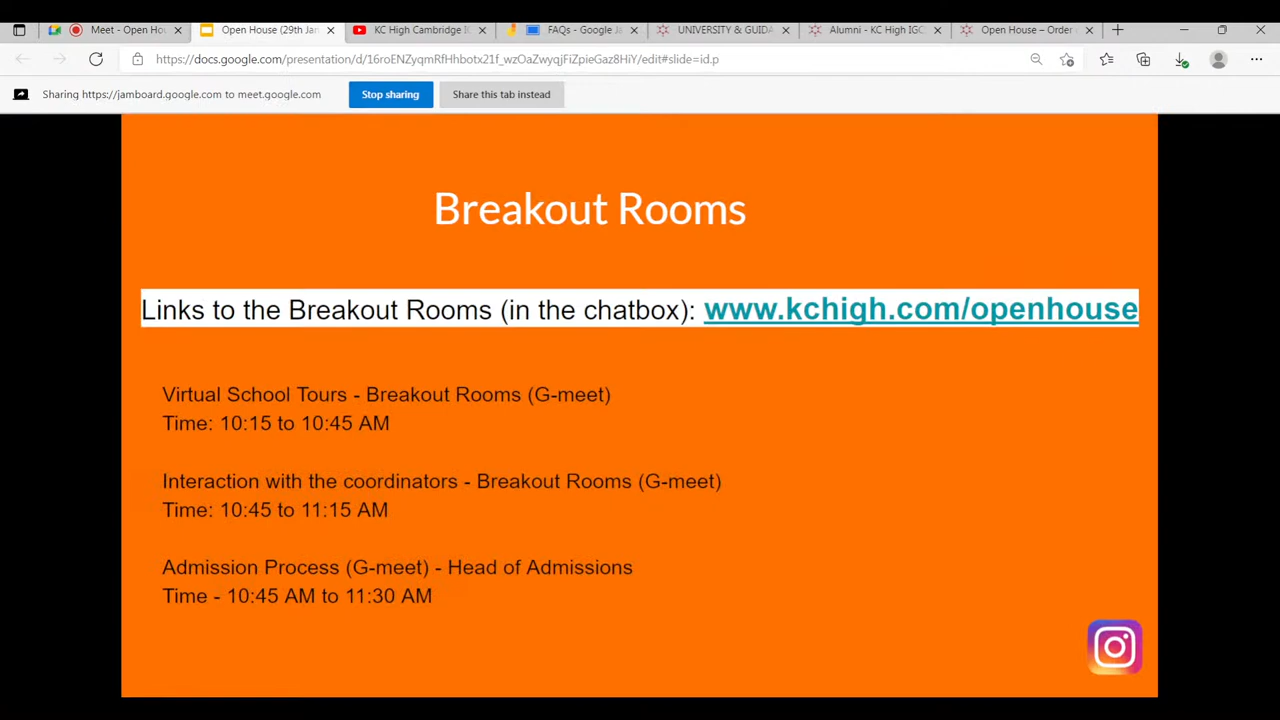 Meet - Open Ho
Open House (29th Jan
KC High Cambridge IG
FAQs - Google Ja
UNIVERSITY & GUIDA
Alumni - KC High IGC
Open House – Order o
https://docs.google.com/presentation/d/16roENZyqmRfHhbotx21f_wzOaZwyqjFiZpieGaz8HiY/edit#slide=id.p
Sharing https://jamboard.google.com to meet.google.com
Stop sharing
Share this tab instead
Breakout Rooms
Links to the Breakout Rooms (in the chatbox): www.kchigh.com/openhouse
Virtual School Tours - Breakout Rooms (G-meet)
Time: 10:15 to 10:45 AM
Interaction with the coordinators - Breakout Rooms (G-meet)
Time: 10:45 to 11:15 AM
Admission Process (G-meet) - Head of Admissions
Time - 10:45 AM to 11:30 AM